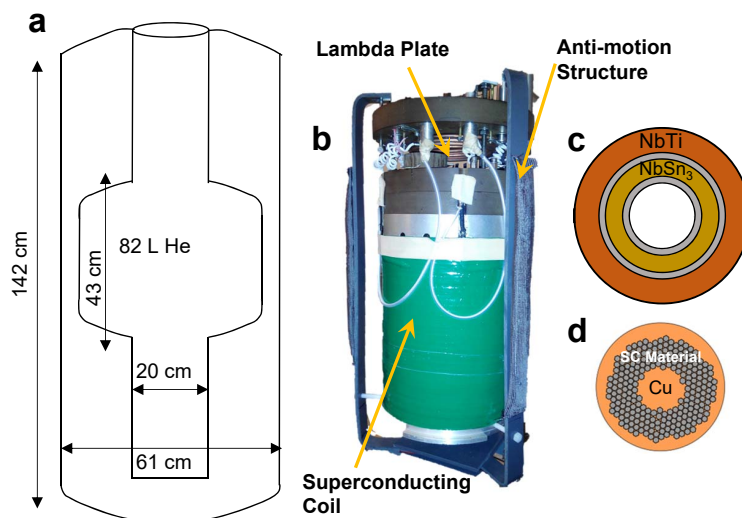 a
Lambda Plate
Anti-motion
Structure
b
c
NbTi
NbSn₃
82 L He
142 cm
43 cm
d
SC Material
Cu
20 cm
61 cm
Superconducting
Coil